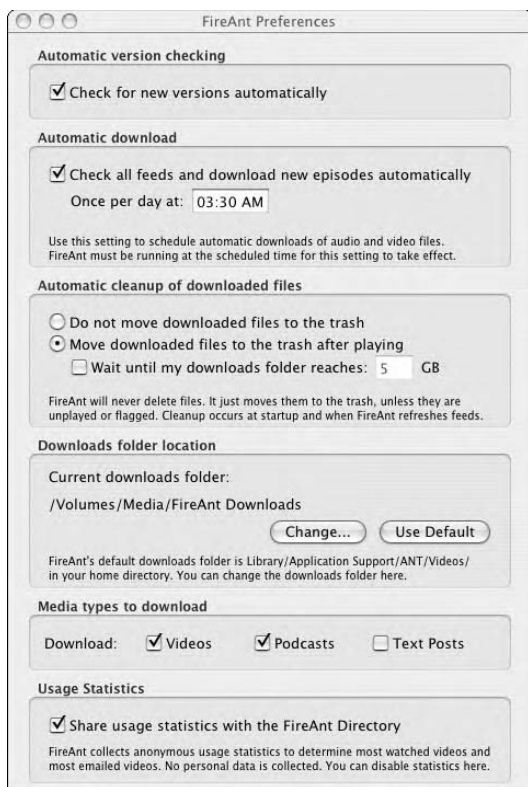 FireAnt Preferences
Automatic version checking
Check for new versions automatically
Automatic download
Check all feeds and download new episodes automatically
Once per day at: 03:30 AM
Use this setting to schedule automatic downloads of audio and video files.
FireAnt must be running at the scheduled time for this setting to take effect.
Automatic cleanup of downloaded files
Do not move downloaded files to the trash
Move downloaded files to the trash after playing
Wait until my downloads folder reaches: 5 GB
FireAnt will never delete files. It just moves them to the trash, unless they are
unplayed or flagged. Cleanup occurs at startup and when FireAnt refreshes feeds.
Downloads folder location
Current downloads folder:
/Volumes/Media/FireAnt Downloads
Change... Use Default
FireAnt's default downloads folder is Library/Application Support/ANT/Videos/
in your home directory. You can change the downloads folder here.
Media types to download
Download: Videos Podcasts Text Posts
Usage Statistics
Share usage statistics with the FireAnt Directory
FireAnt collects anonymous usage statistics to determine most watched videos and
most emailed videos. No personal data is collected. You can disable statistics here.